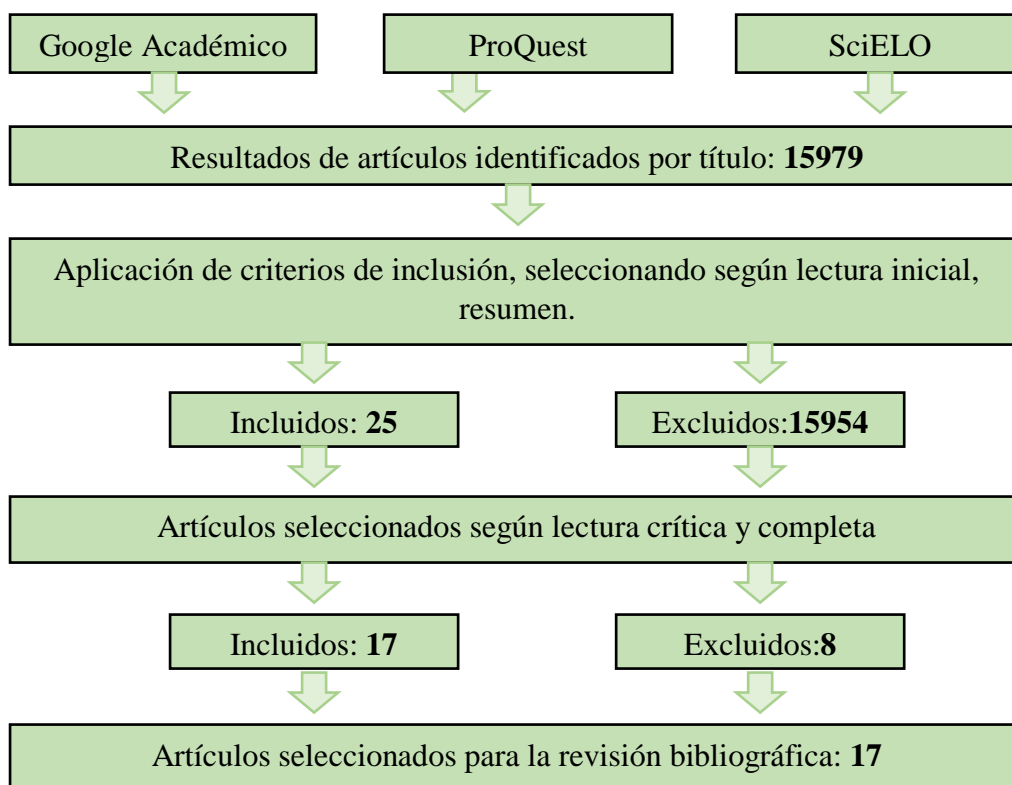 Google Académico
ProQuest
SciELO
Resultados de artículos identificados por título: 15979
Aplicación de criterios de inclusión, seleccionando según lectura inicial,
resumen.
Incluidos: 25
Excluidos:15954
Artículos seleccionados según lectura crítica y completa
Incluidos: 17
Excluidos:8
Artículos seleccionados para la revisión bibliográfica: 17